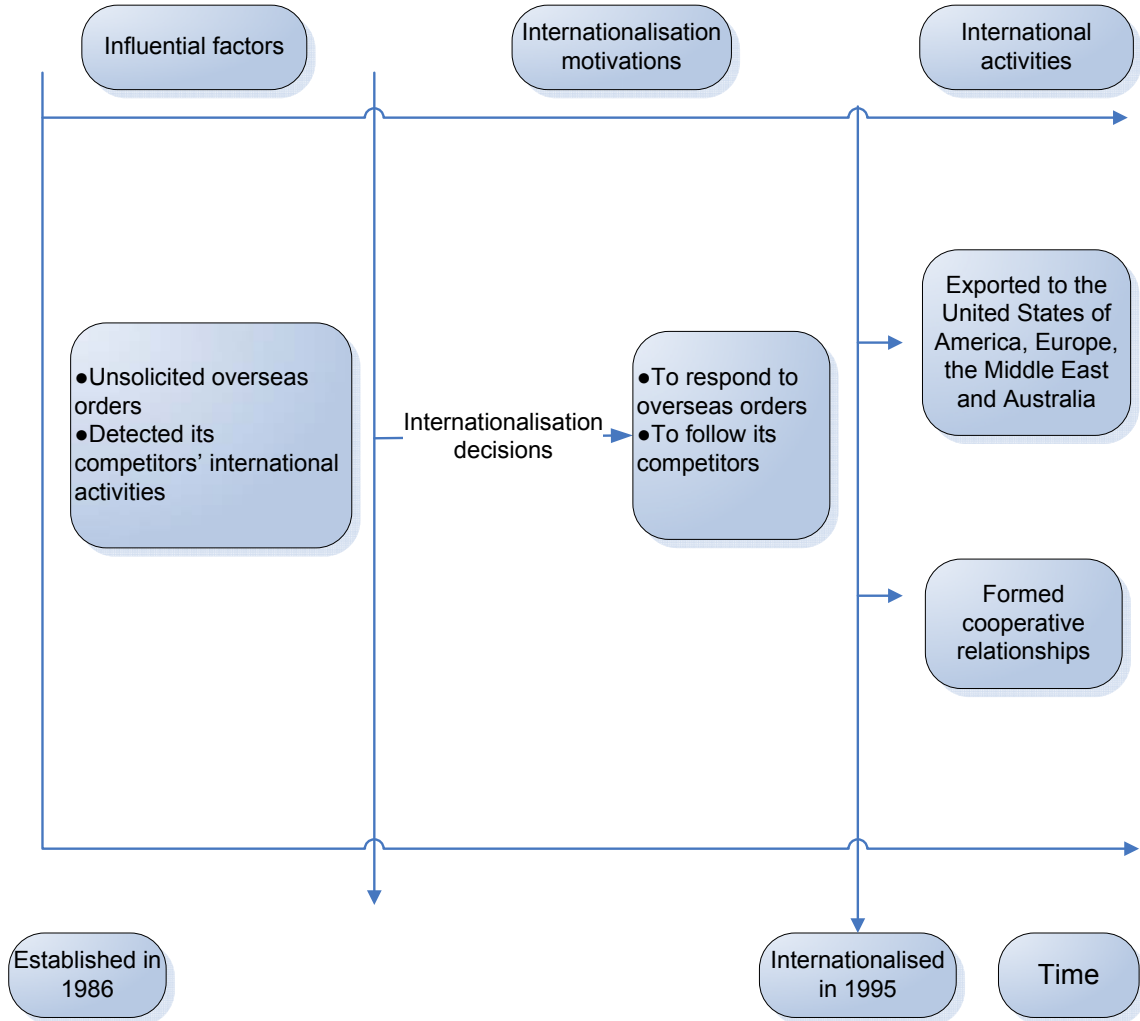 Influential factors
Internationalisation
motivations
International
activities
●Unsolicited overseas
orders
●Detected its
competitors’ international
activities
Internationalisation
decisions
●To respond to
overseas orders
●To follow its
competitors
Exported to the
United States of
America, Europe,
the Middle East
and Australia
Formed
cooperative
relationships
Established in
1986
Internationalised
in 1995
Time